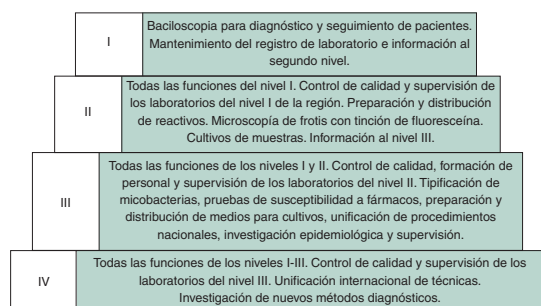 I
Baciloscopia para diagnóstico y seguimiento de pacientes.
Mantenimiento del registro de laboratorio e información al
segundo nivel.
II
Todas las funciones del nivel I. Control de calidad y supervisión de
los laboratorios del nivel I de la región. Preparación y distribución
de reactivos. Microscopía de frotis con tinción de fluoresceína.
Cultivos de muestras. Información al nivel III.
III
Todas las funciones de los niveles I y II. Control de calidad, formación de
personal y supervisión de los laboratorios del nivel II. Tipificación de
micobacterias, pruebas de susceptibilidad a fármacos, preparación y
distribución de medios para cultivos, unificación de procedimientos
nacionales, investigación epidemiológica y supervisión.
IV
Todas las funciones de los niveles I-III. Control de calidad y supervisión de los
laboratorios del nivel III. Unificación internacional de técnicas.
Investigación de nuevos métodos diagnósticos.